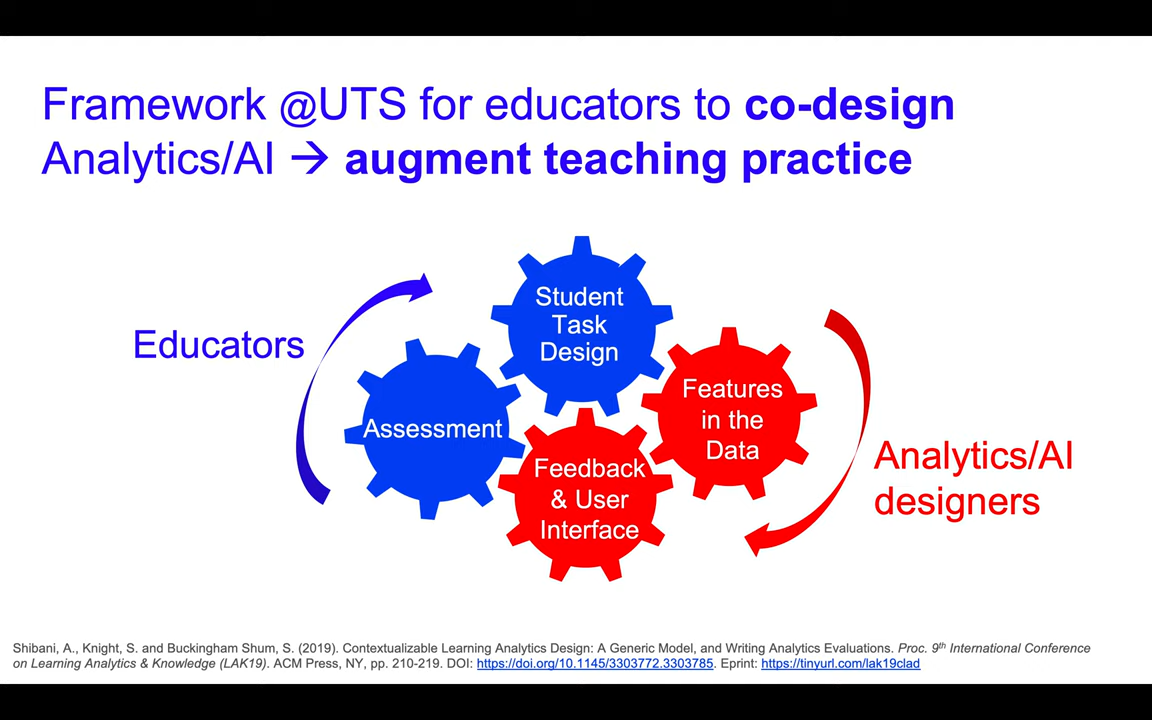 Framework @UTS for educators to co-design
Analytics/AI → augment teaching practice
Educators
Student
Task
Design
Assessment
Features
in the
Data
Feedback
& User
Interface
Analytics/AI
designers
Shibani, A., Knight, S. and Buckingham Shum, S. (2019). Contextualizable Learning Analytics Design: A Generic Model, and Writing Analytics Evaluations. Proc. 9th International Conference
on Learning Analytics & Knowledge (LAK19). ACM Press, NY, pp. 210-219. DOI: https://doi.org/10.1145/3303772.3303785. Eprint: https://tinyurl.com/lak19clad